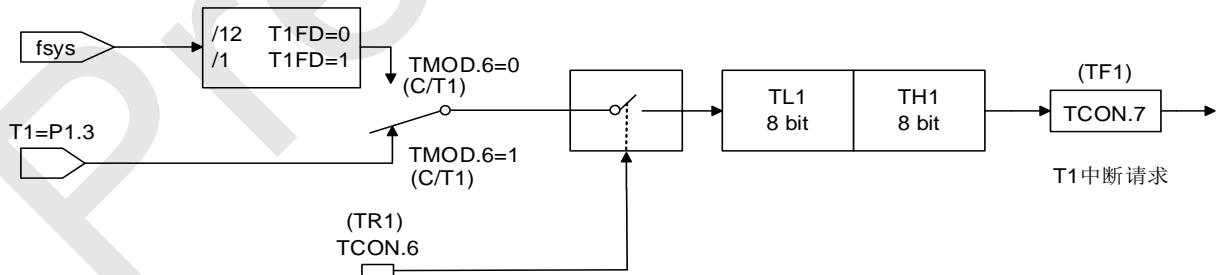 fsys
/12 T1FD=0
/1 T1FD=1
TMOD.6=0
(C/T1)
T1=P1.3
TMOD.6=1
(C/T1)
TL1
8 bit
TH1
8 bit
(TF1)
TCON.7
T1中断请求
(TR1)
TCON.6
Pre